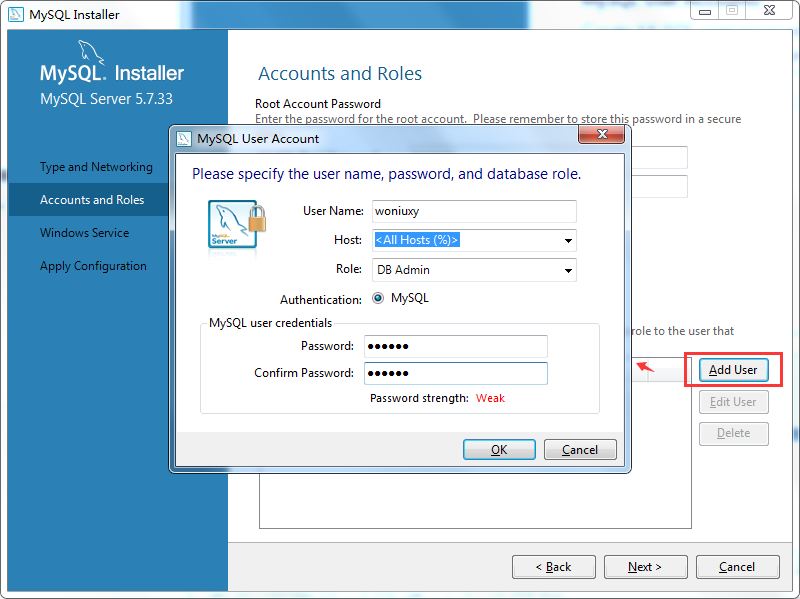 MySQL Installer
MySQL. Installer
MySQL Server 5.7.33
Type and Networking
Accounts and Roles
Windows Service
Apply Configuration
Accounts and Roles
Root Account Password
Enter the password for the root account. Please remember to store this password in a secure
MySQL User Account
Please specify the user name, password, and database role.
MySQL
Server
User Name: woniuxy
Host: <All Hosts (%)>
Role: DB Admin
Authentication: MySQL
MySQL user credentials
Password: ●●●●●●
Confirm Password: ●●●●●●
Password strength: Weak
OK
Cancel
role to the user that
Add User
Edit User
Delete
< Back
Next >
Cancel